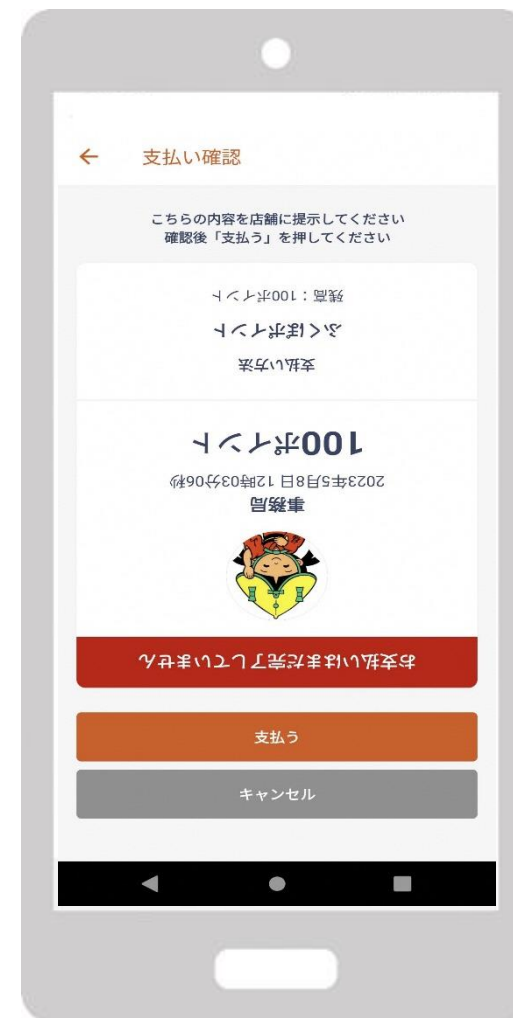 支払い確認
こちらの内容を店舗に提示してください
確認後「支払う」を押してください
お支払いはまだ完了していません
事務局
2023年5月8日 12時03分06秒
100ポイント
支払い方法
ふくぽポイント
残高：100ポイント
支払う
キャンセル